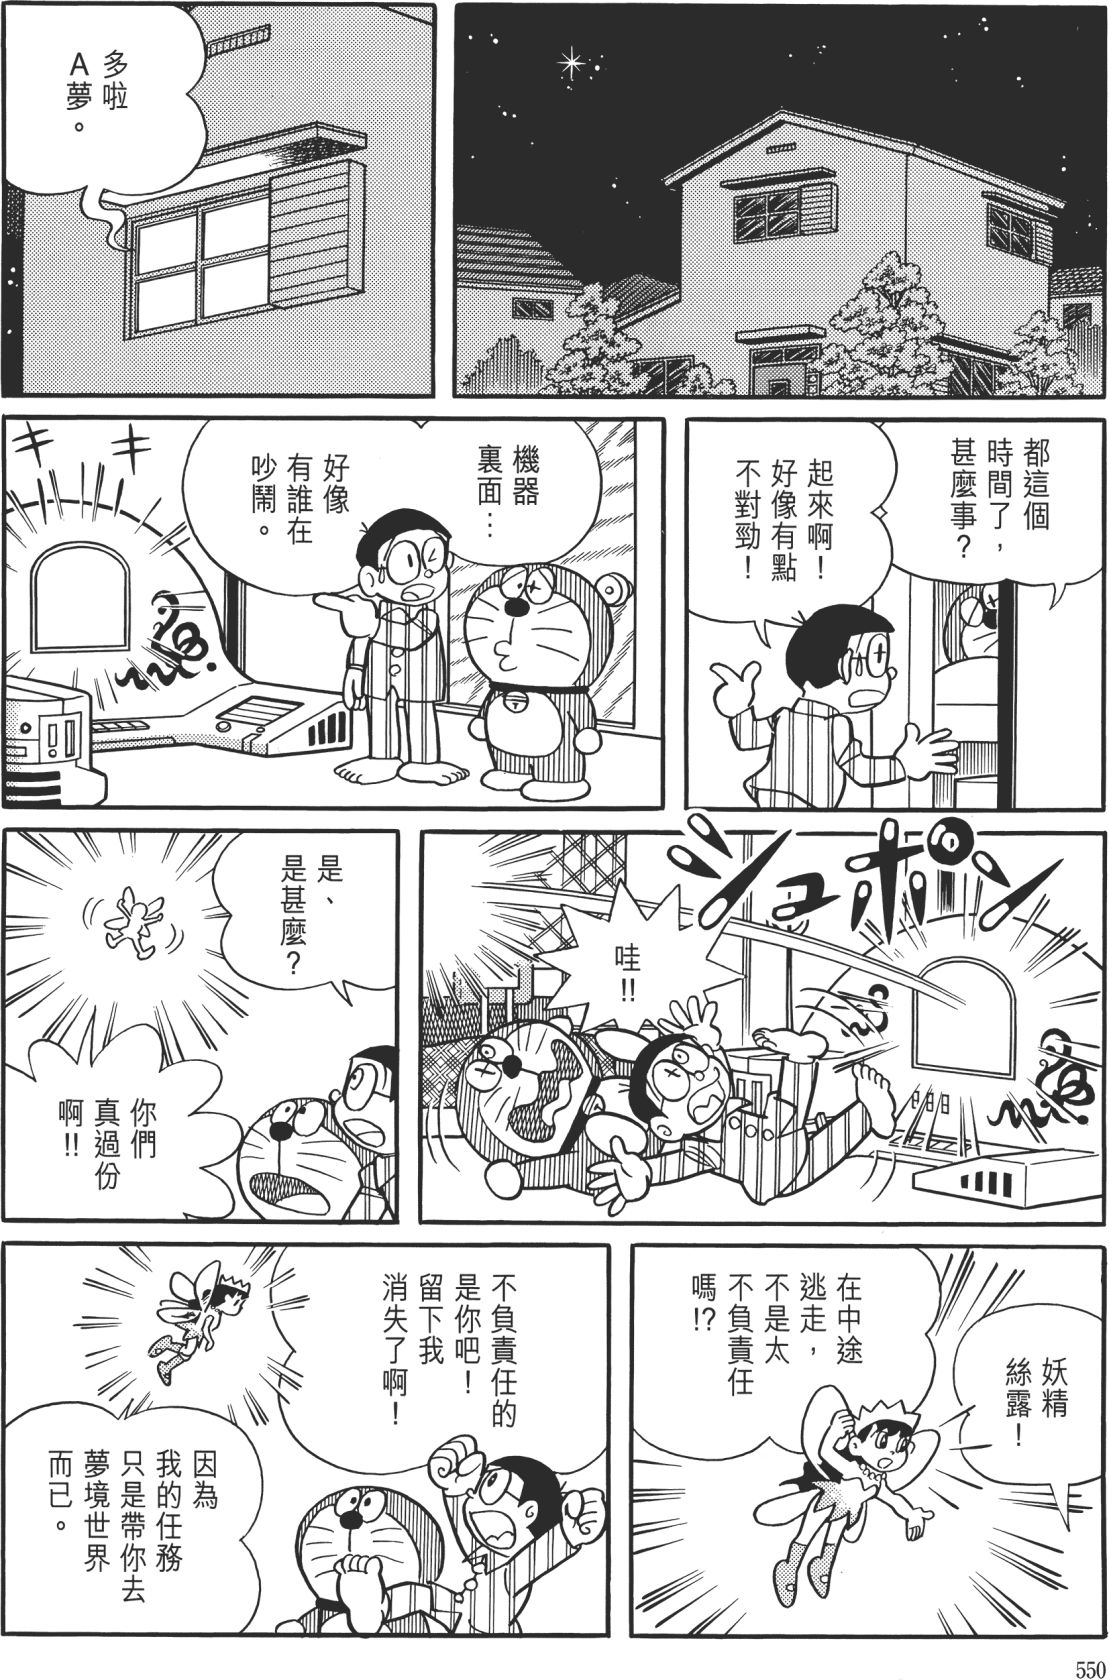 多啦
A夢。
都這個
時間了，
甚麼事？
起來啊！
好像有點
不對勁！
機器
裏面…
好像
有誰在
吵鬧。
シュポーン
哇!!
是、
是甚麼？
你們
真過份
啊!!
妖精
絲露！
在中途
逃走，
不是太
不負責任
嗎!?
不負責任的
是你吧！
留下我
消失了啊！
因為
我的任務
只是帶你去
夢境世界
而已。
550